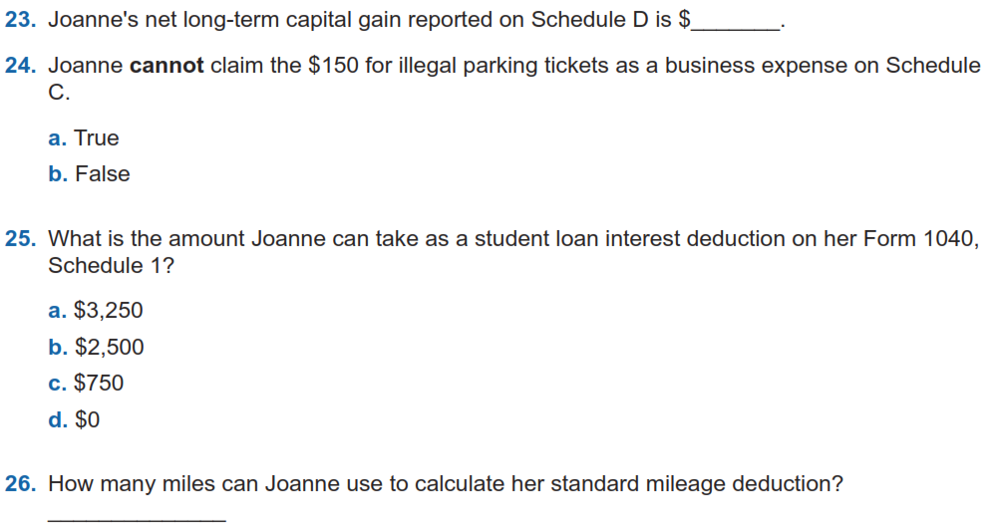 23. Joanne's net long-term capital gain reported on Schedule D is $_______.
24. Joanne cannot claim the $150 for illegal parking tickets as a business expense on Schedule
C.
a. True
b. False
25. What is the amount Joanne can take as a student loan interest deduction on her Form 1040,
Schedule 1?
a. $3,250
b. $2,500
c. $750
d. $0
26. How many miles can Joanne use to calculate her standard mileage deduction?
______________